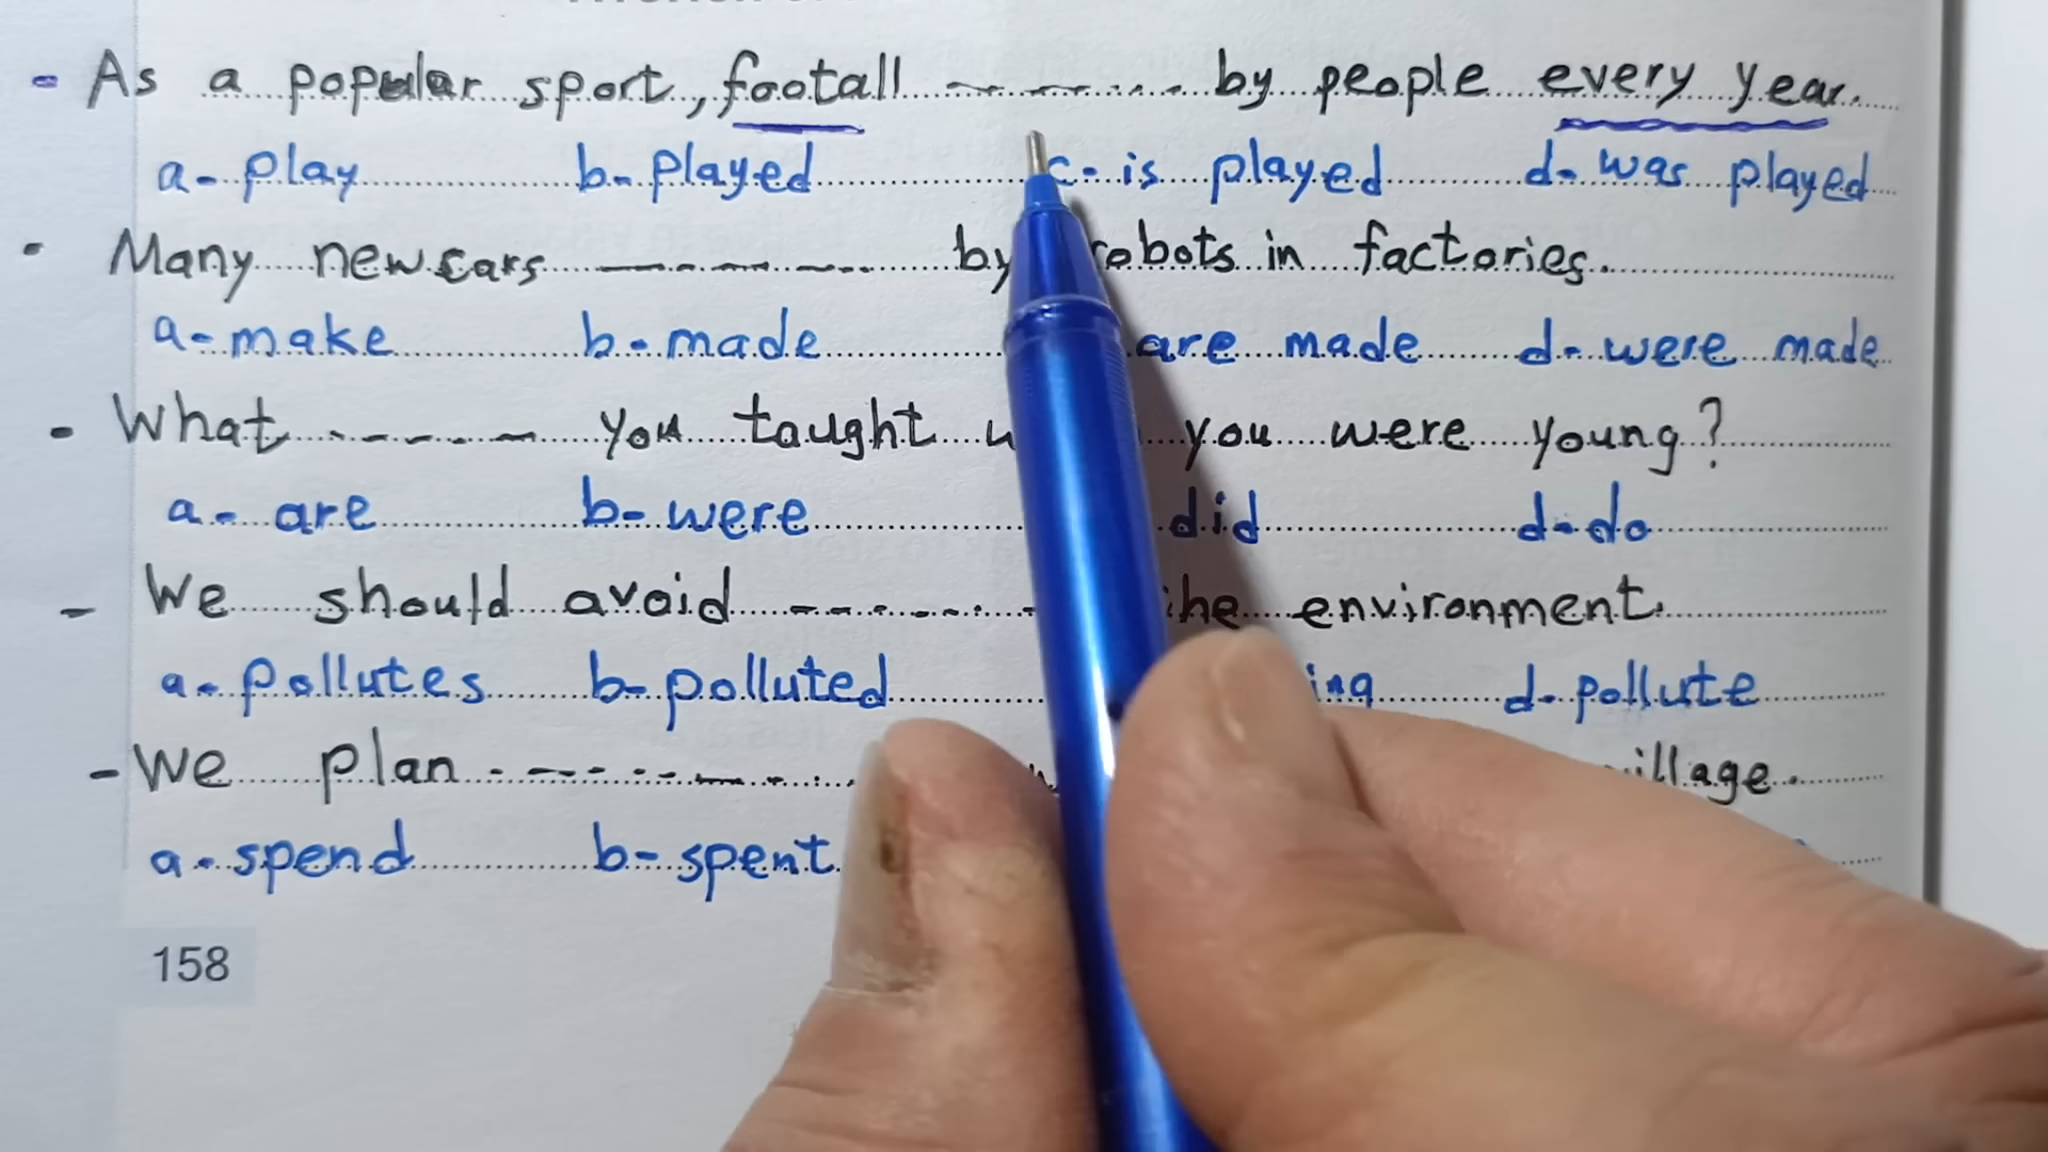 - As a popular sport, footall ------ by people every year.
a- play b- played c- is played d- was played
- Many new cars ------ by robots in factories.
a- make b- made are made d- were made
- What ------ you taught you were young?
a- are b- were did d- do
- We should avoid ------ the environment.
a- pollutes b- polluted d- pollute
- We plan ------ village.
a- spend b- spent
158